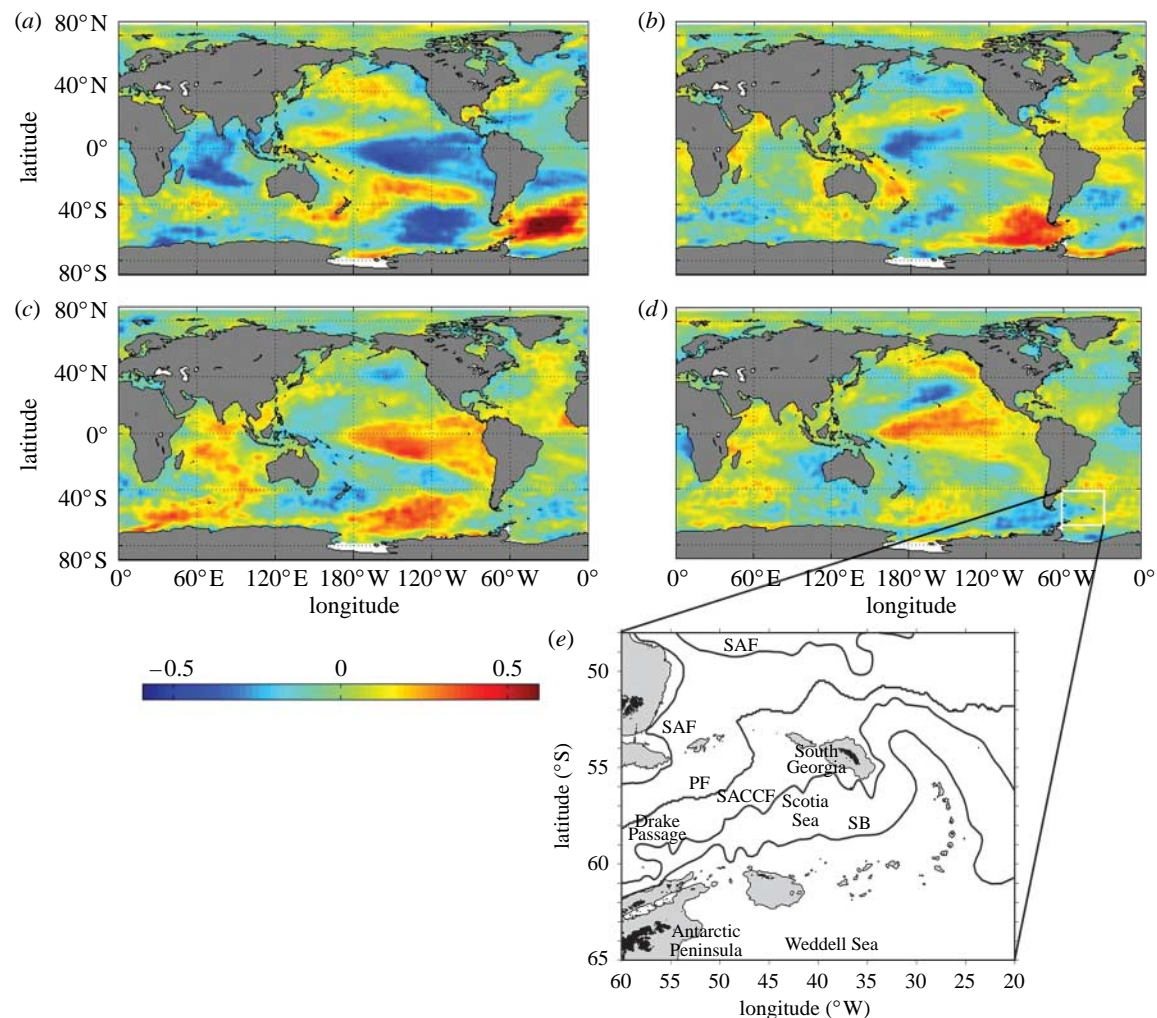 (a)
(b)
80°N
40°N
0°
40°S
80°S
latitude
(c)
(d)
80°N
40°N
0°
40°S
80°S
latitude
0° 60°E 120°E 180°W 120°W 60°W 0°
longitude
0° 60°E 120°E 180°W 120°W 60°W 0°
longitude
−0.5 0 0.5
(e)
50
55
60
65
latitude (°S)
SAF
SAF
South
Georgia
PF
SACCF
Scotia
Sea
SB
Drake
Passage
Antarctic
Peninsula
Weddell Sea
60 55 50 45 40 35 30 25 20
longitude (°W)